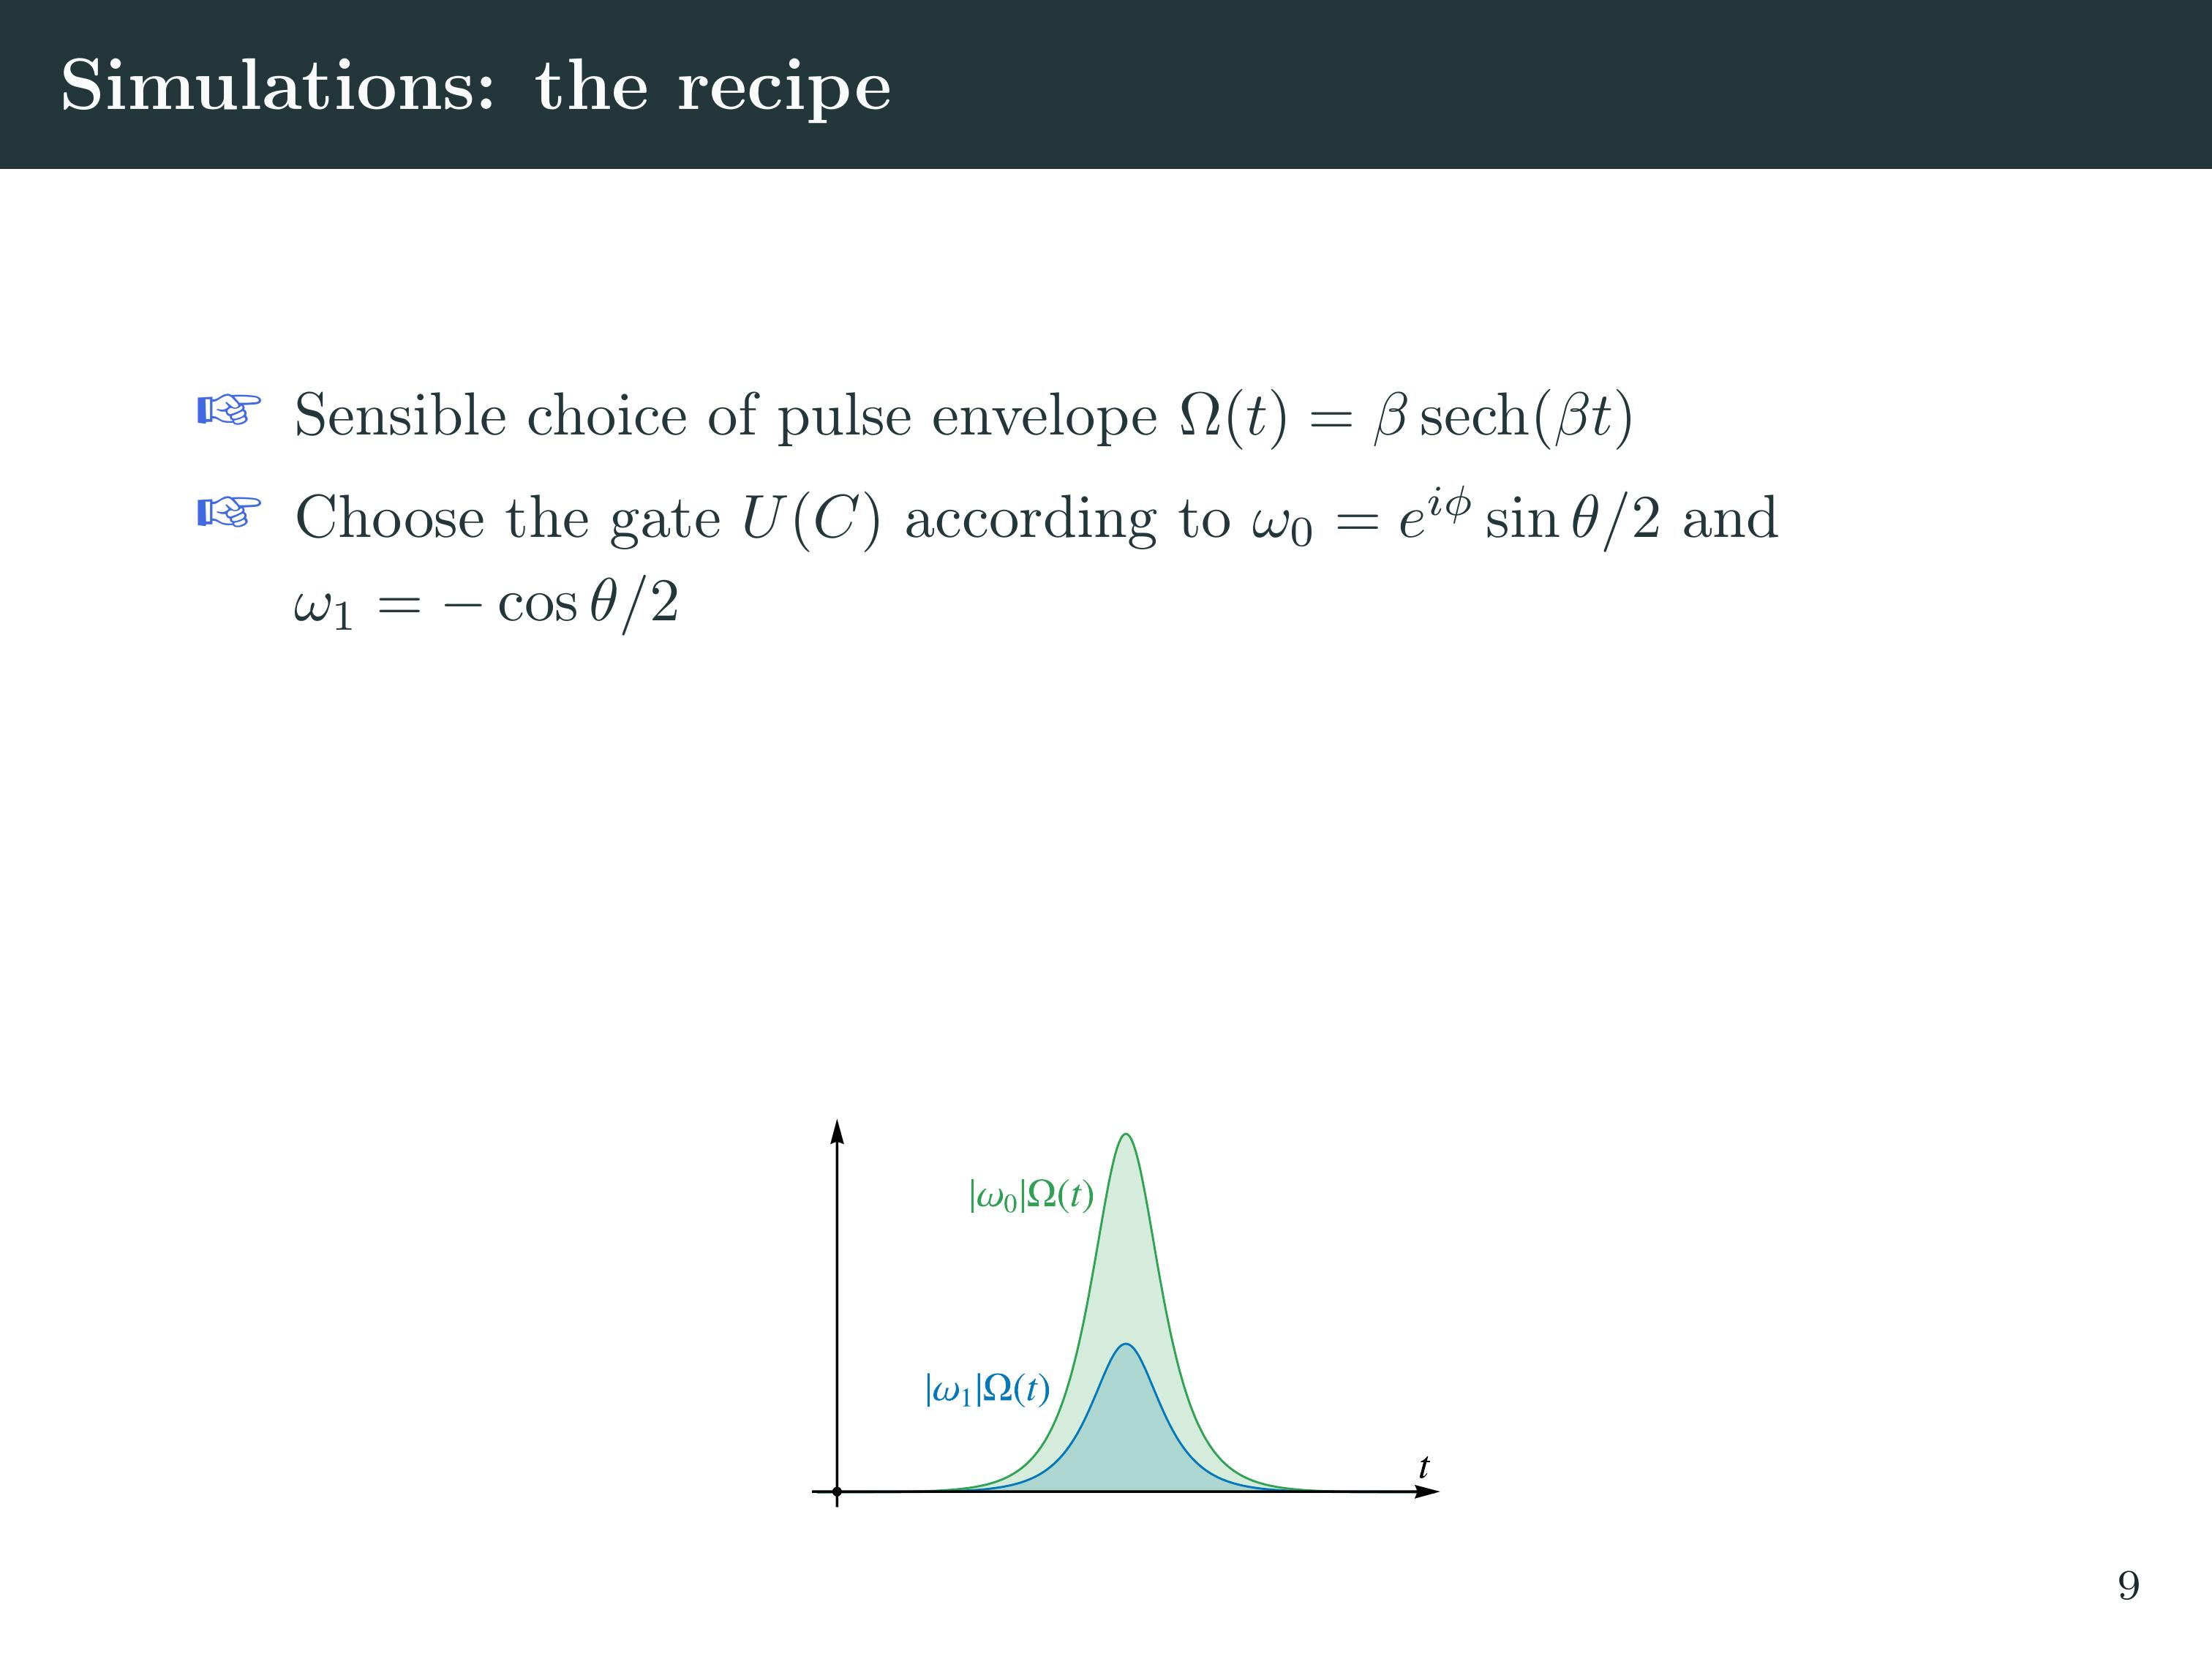 Simulations: the recipe
☞ Sensible choice of pulse envelope Ω(t) = β sech(βt)
☞ Choose the gate U(C) according to ω₀ = e^{iϕ} sin θ/2 and
ω₁ = − cos θ/2
|ω₀|Ω(t)
|ω₁|Ω(t)
t
9